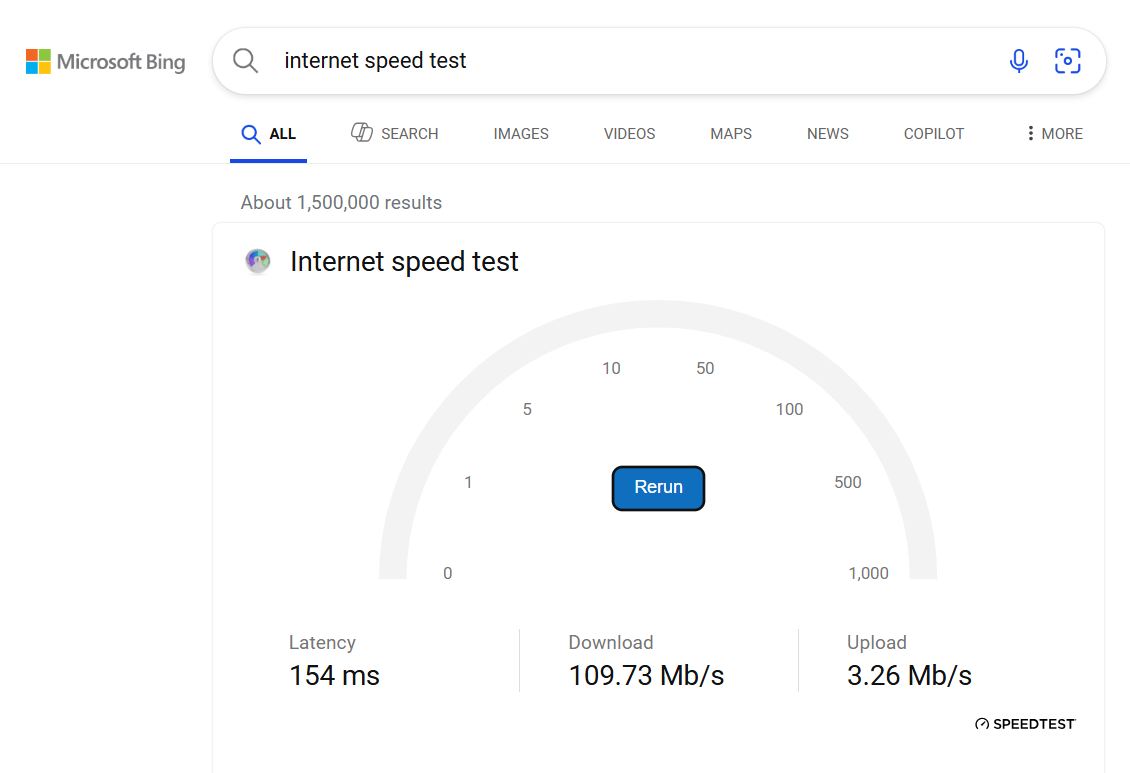 Microsoft Bing
internet speed test
ALL SEARCH IMAGES VIDEOS MAPS NEWS COPILOT MORE
About 1,500,000 results
Internet speed test
10 50
5 100
1 500
Rerun
0 1,000
Latency Download Upload
154 ms 109.73 Mb/s 3.26 Mb/s
SPEEDTEST